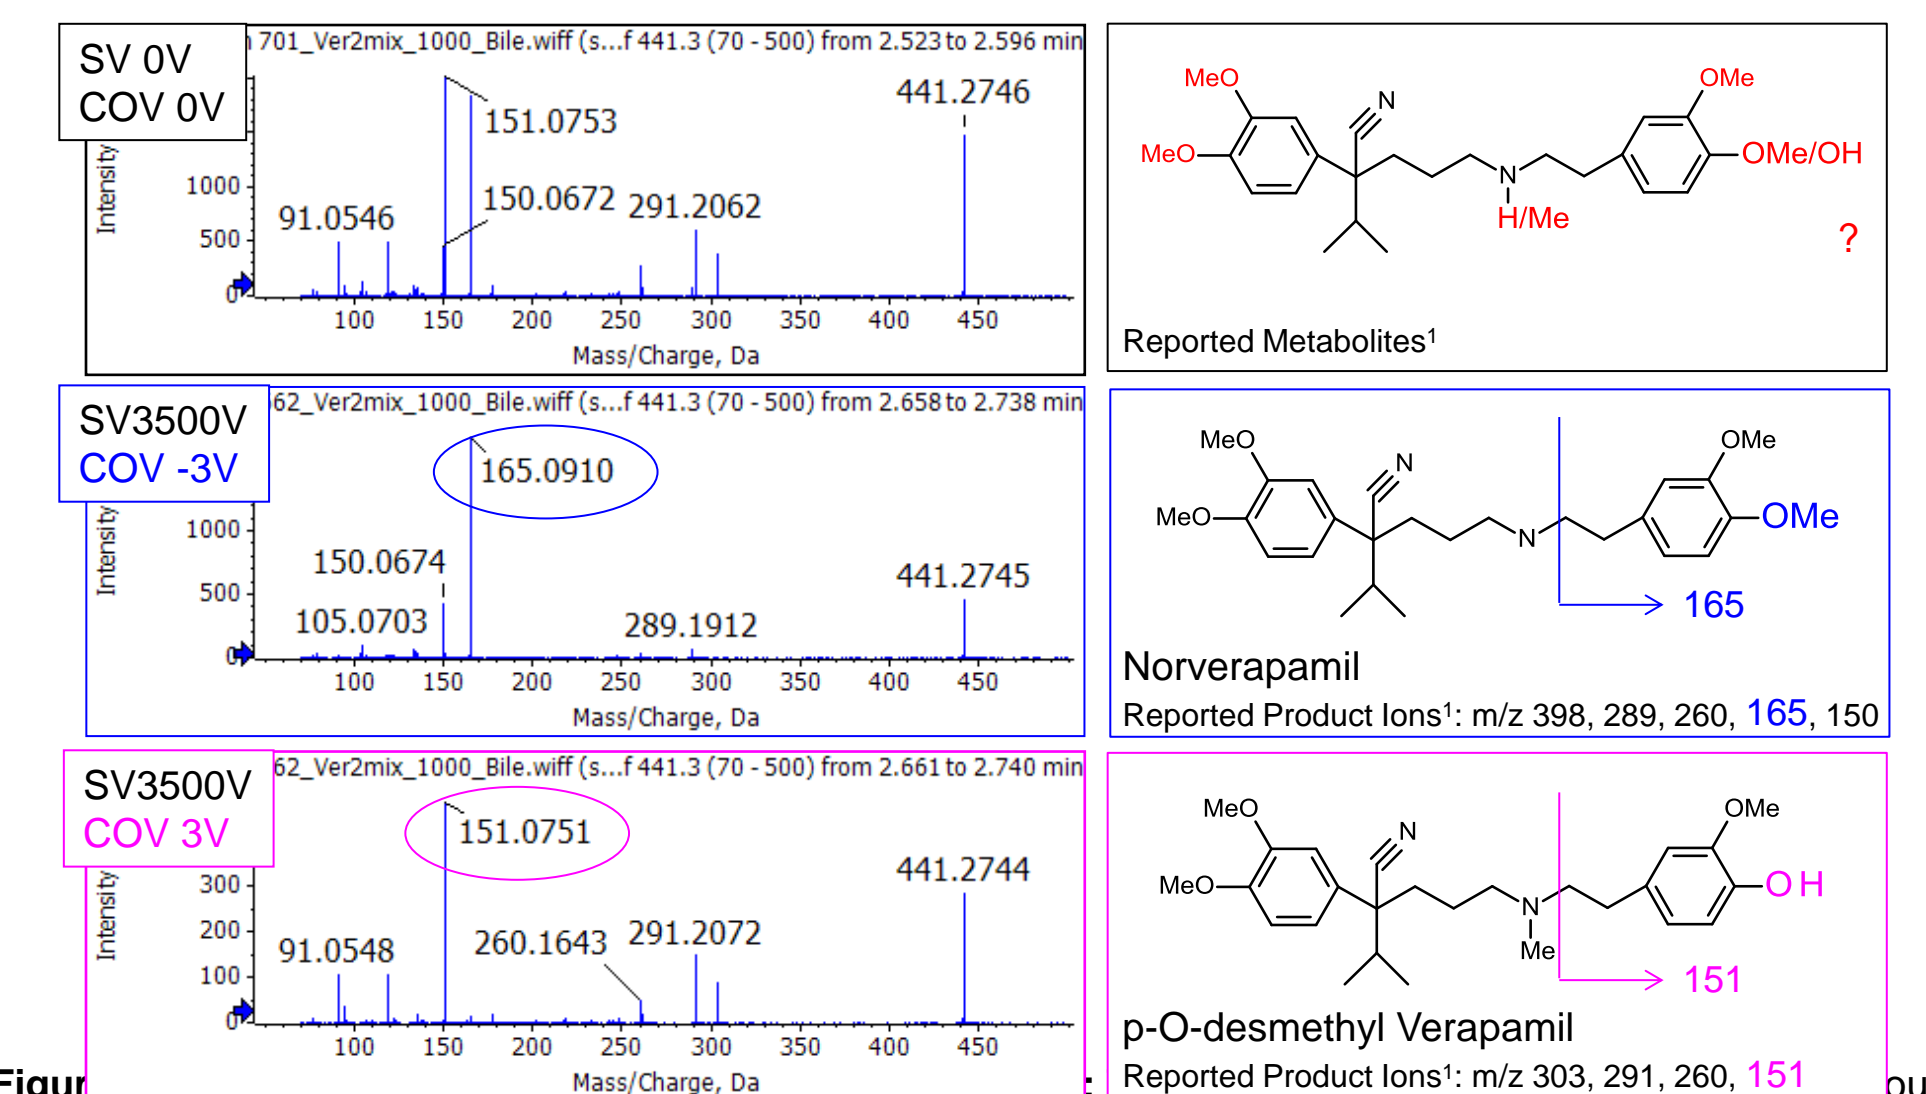 SV 0V
COV 0V
701_Ver2mix_1000_Bile.wiff (s...f 441.3 (70 - 500) from 2.523 to 2.596 min
441.2746
151.0753
150.0672
291.2062
91.0546
Intensity
1000
500
0
100 150 200 250 300 350 400 450
Mass/Charge, Da
MeO
MeO
N
N
H/Me
OMe
OMe/OH
?
Reported Metabolites¹
SV3500V
COV -3V
62_Ver2mix_1000_Bile.wiff (s...f 441.3 (70 - 500) from 2.658 to 2.738 min
165.0910
150.0674
105.0703
289.1912
441.2745
Intensity
1000
500
0
100 150 200 250 300 350 400 450
Mass/Charge, Da
MeO
MeO
N
N
OMe
OMe
165
Norverapamil
Reported Product Ions¹: m/z 398, 289, 260, 165, 150
SV3500V
COV 3V
62_Ver2mix_1000_Bile.wiff (s...f 441.3 (70 - 500) from 2.661 to 2.740 min
151.0751
441.2744
260.1643
291.2072
91.0548
Intensity
300
200
100
0
100 150 200 250 300 350 400 450
Mass/Charge, Da
MeO
MeO
N
N
Me
OMe
OH
151
p-O-desmethyl Verapamil
Reported Product Ions¹: m/z 303, 291, 260, 151